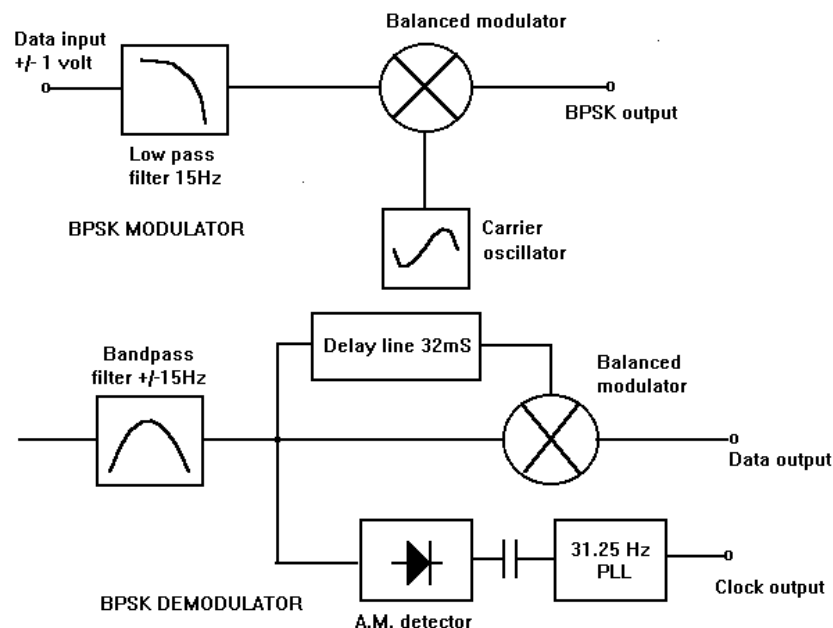 Balanced modulator
Data input
+/- 1 volt
BPSK output
Low pass
filter 15Hz
BPSK MODULATOR
Carrier
oscillator
Delay line 32mS
Bandpass
filter +/-15Hz
Balanced
modulator
Data output
31.25 Hz
PLL
Clock output
BPSK DEMODULATOR
A.M. detector